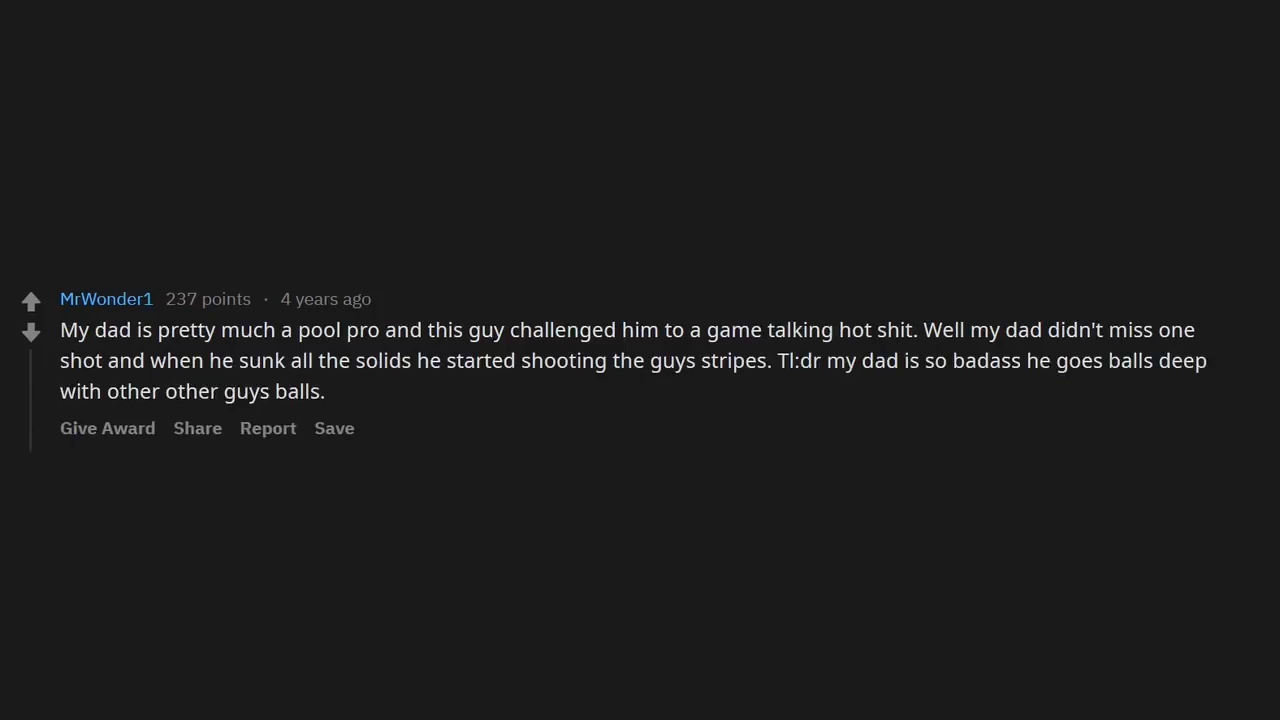 MrWonder1 237 points · 4 years ago
My dad is pretty much a pool pro and this guy challenged him to a game talking hot shit. Well my dad didn't miss one
shot and when he sunk all the solids he started shooting the guys stripes. Tl:dr my dad is so badass he goes balls deep
with other other guys balls.
Give Award Share Report Save